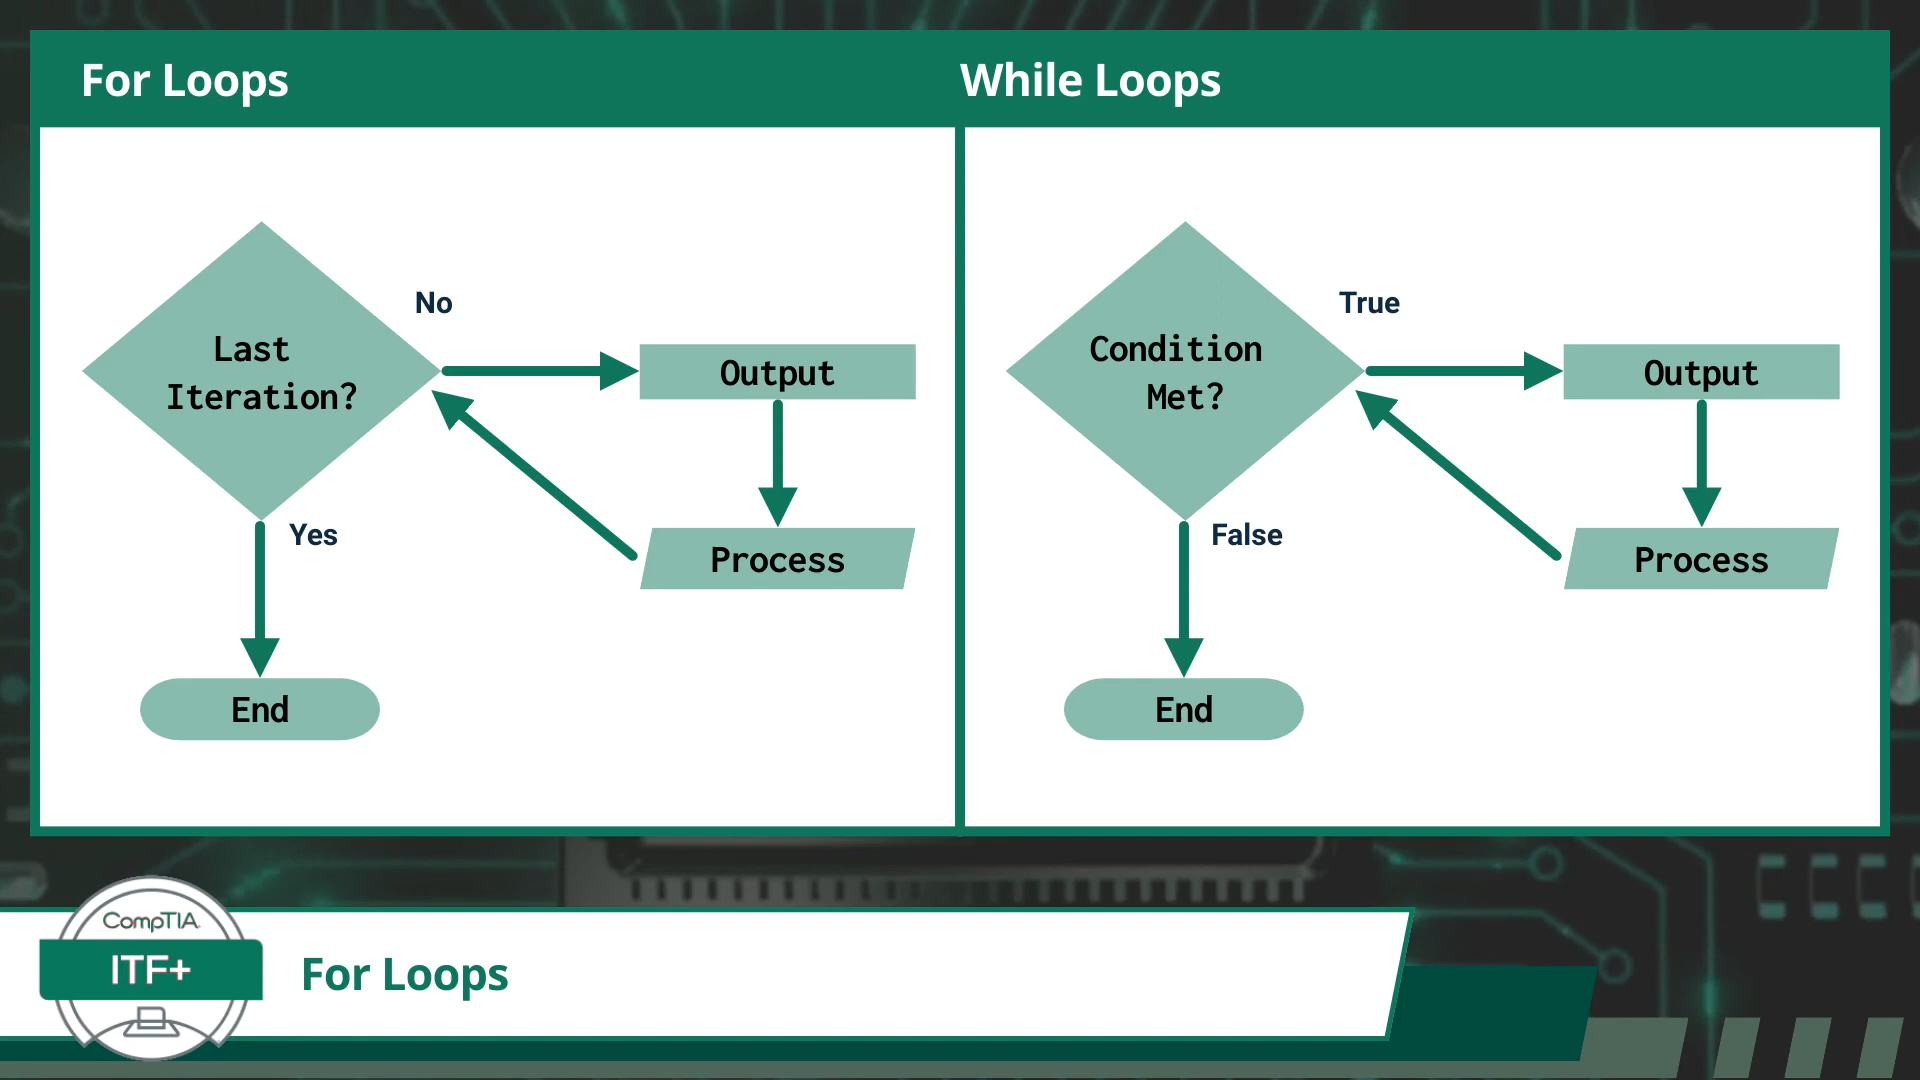 For Loops
While Loops
No
Last
Iteration?
Output
Yes
Process
End
True
Condition
Met?
Output
False
Process
End
CompTIA
ITF+
For Loops